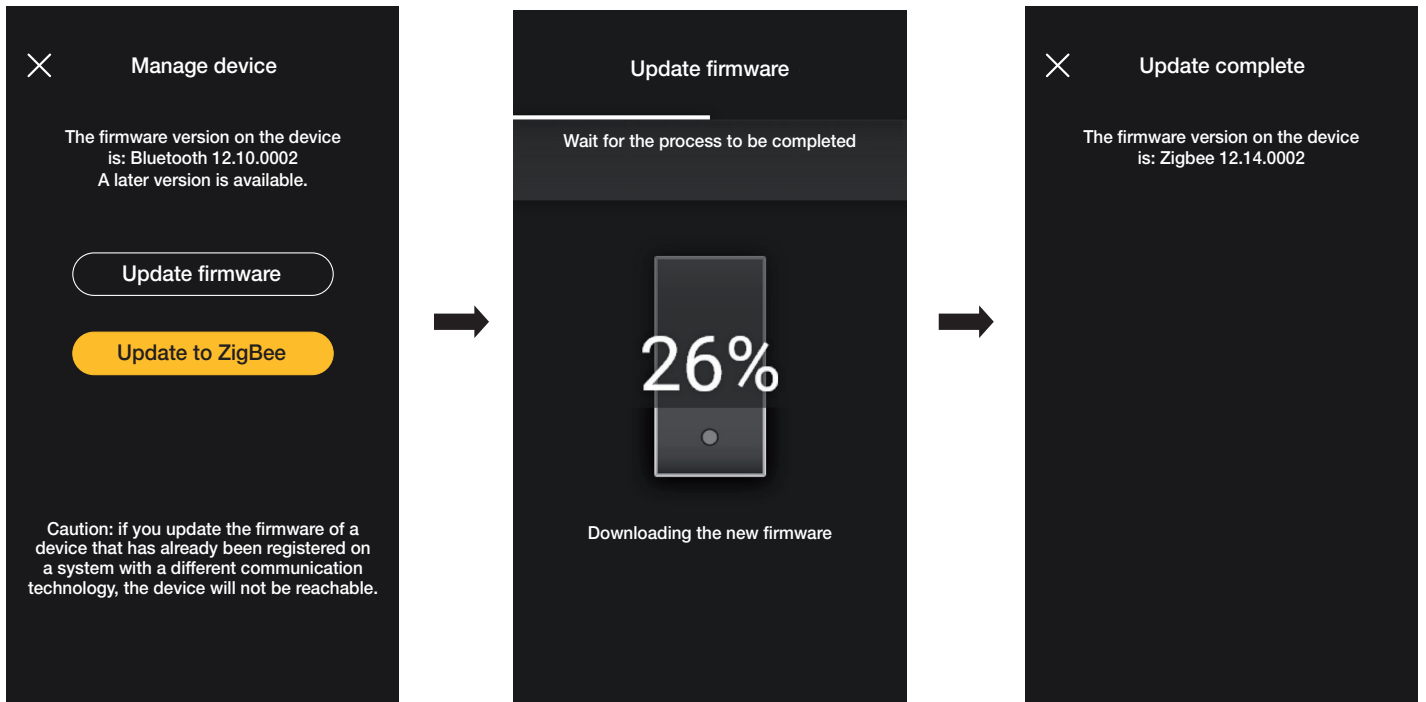 Manage device
The firmware version on the device
is: Bluetooth 12.10.0002
A later version is available.
Update firmware
Update to ZigBee
Caution: if you update the firmware of a
device that has already been registered on
a system with a different communication
technology, the device will not be reachable.
Update firmware
Wait for the process to be completed
26%
Downloading the new firmware
Update complete
The firmware version on the device
is: Zigbee 12.14.0002